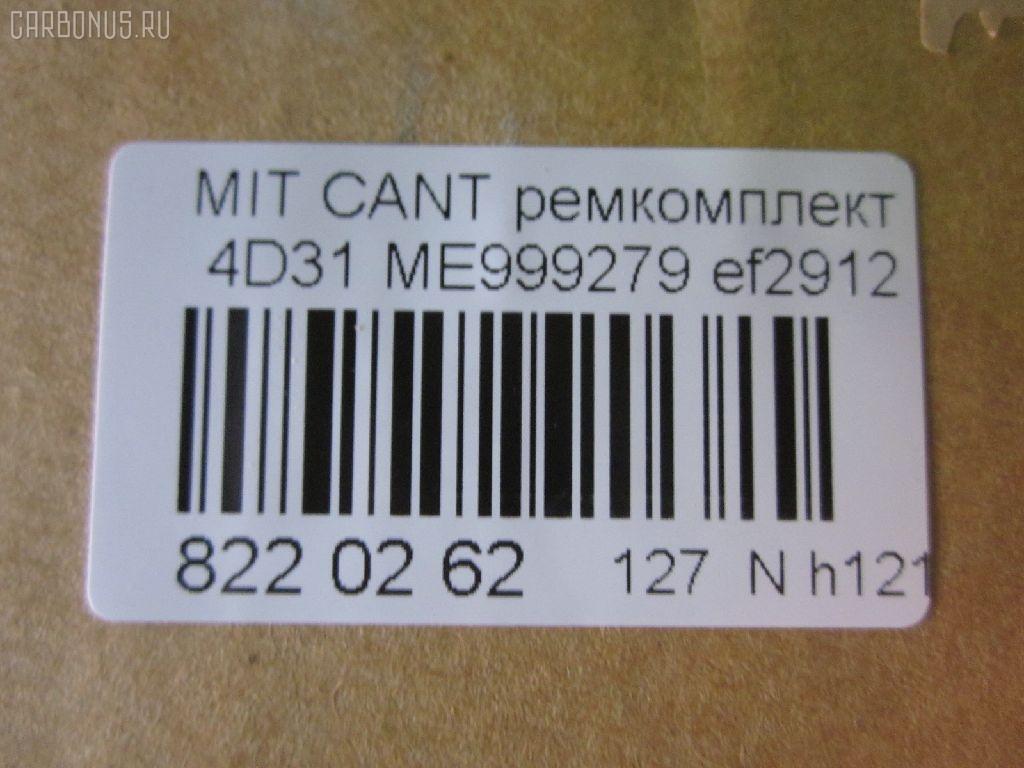 CARBONUS.RU
MIT CANT ремкомплект
4D31 ME999279 ef2912
822 02 62 127 N h121